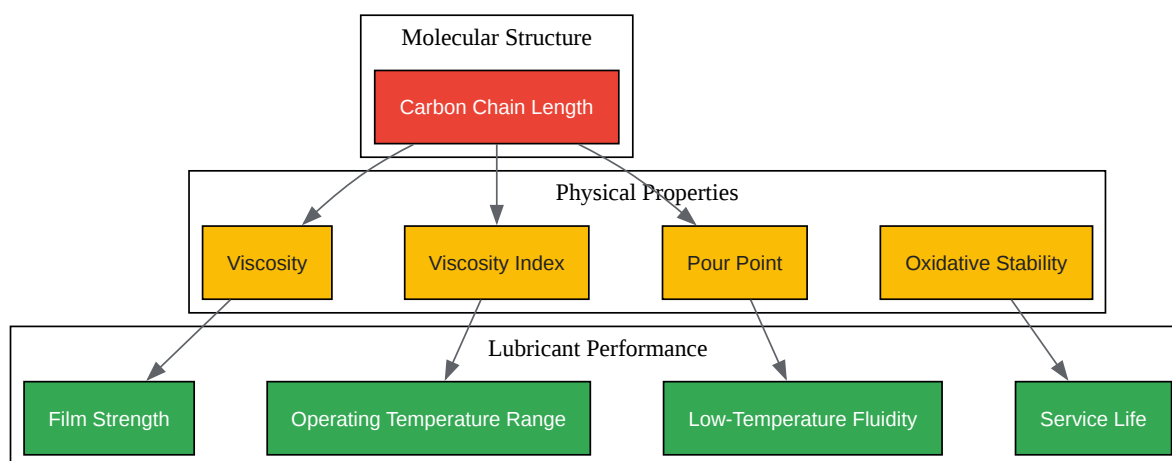 Molecular Structure
Carbon Chain Length
Physical Properties
Viscosity
Viscosity Index
Pour Point
Oxidative Stability
Lubricant Performance
Film Strength
Operating Temperature Range
Low-Temperature Fluidity
Service Life